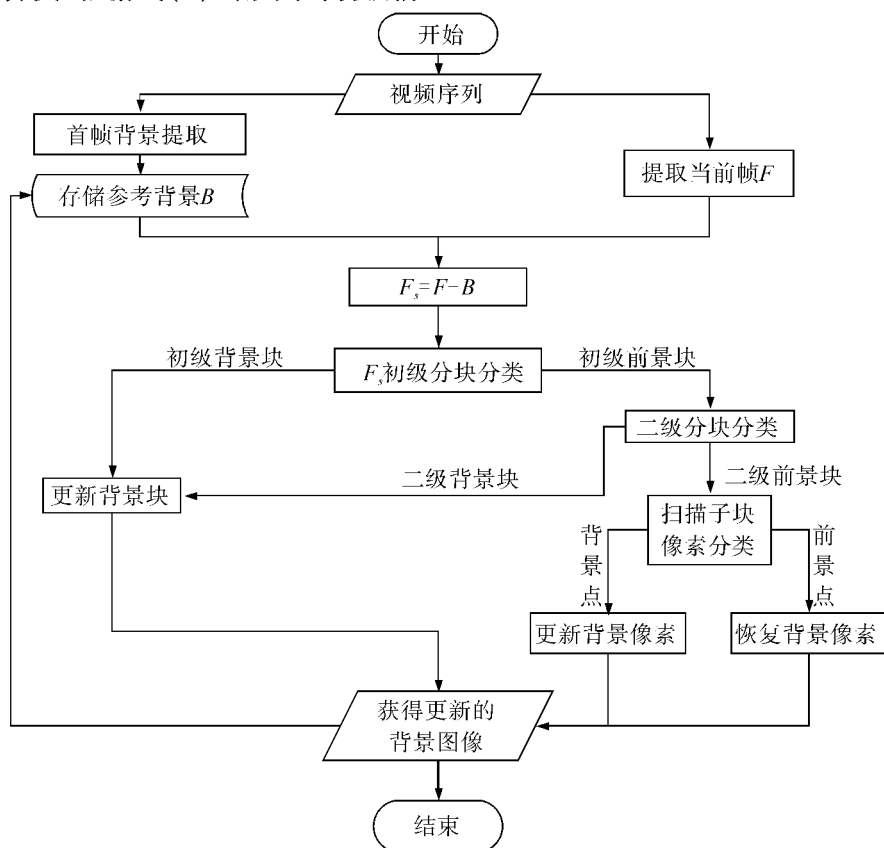 开始
视频序列
首帧背景提取
提取当前帧F
存储参考背景B
Fₛ=F−B
初级背景块
初级前景块
Fₛ初级分块分类
二级分块分类
二级背景块
二级前景块
更新背景块
扫描子块
像素分类
背景点
前景点
更新背景像素
恢复背景像素
获得更新的
背景图像
结束